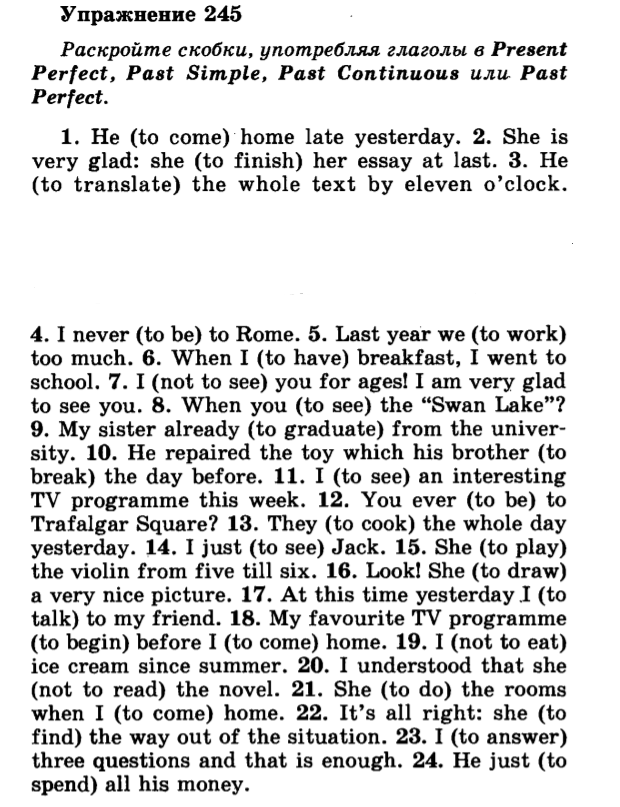 Упражнение 245
Раскройте скобки, употребляя глаголы в Present
Perfect, Past Simple, Past Continuous или Past
Perfect.
1. He (to come) home late yesterday. 2. She is
very glad: she (to finish) her essay at last. 3. He
(to translate) the whole text by eleven o'clock.
4. I never (to be) to Rome. 5. Last year we (to work)
too much. 6. When I (to have) breakfast, I went to
school. 7. I (not to see) you for ages! I am very glad
to see you. 8. When you (to see) the “Swan Lake”?
9. My sister already (to graduate) from the univer-
sity. 10. He repaired the toy which his brother (to
break) the day before. 11. I (to see) an interesting
TV programme this week. 12. You ever (to be) to
Trafalgar Square? 13. They (to cook) the whole day
yesterday. 14. I just (to see) Jack. 15. She (to play)
the violin from five till six. 16. Look! She (to draw)
a very nice picture. 17. At this time yesterday I (to
talk) to my friend. 18. My favourite TV programme
(to begin) before I (to come) home. 19. I (not to eat)
ice cream since summer. 20. I understood that she
(not to read) the novel. 21. She (to do) the rooms
when I (to come) home. 22. It's all right: she (to
find) the way out of the situation. 23. I (to answer)
three questions and that is enough. 24. He just (to
spend) all his money.